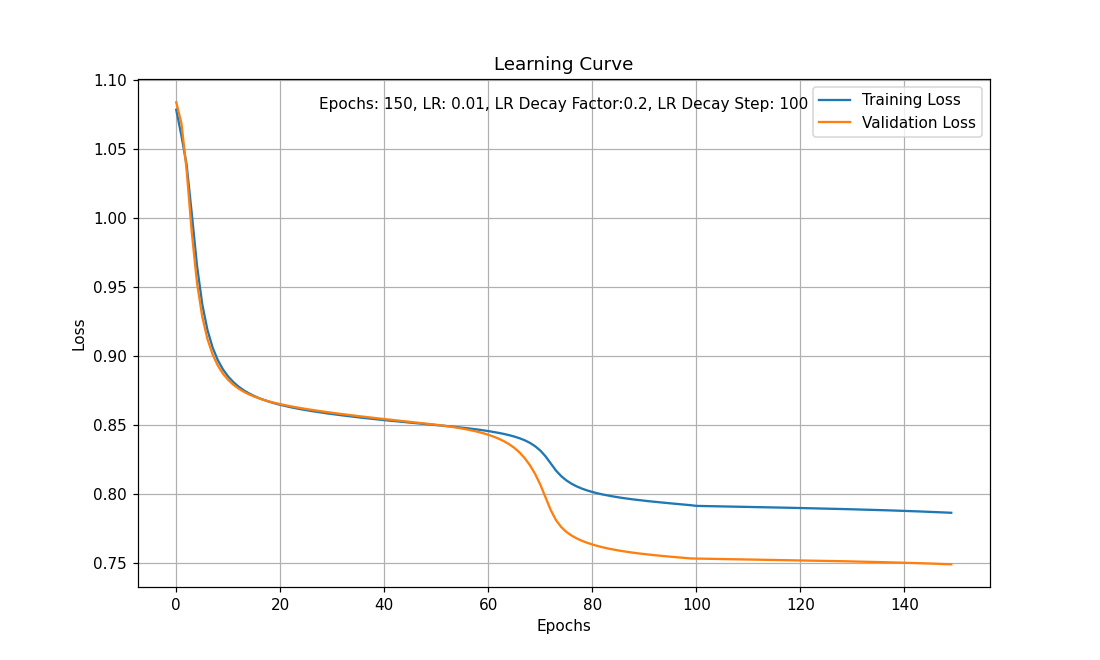 Learning Curve
Epochs: 150, LR: 0.01, LR Decay Factor:0.2, LR Decay Step: 100
Training Loss
Validation Loss
Loss
1.10
1.05
1.00
0.95
0.90
0.85
0.80
0.75
0 20 40 60 80 100 120 140
Epochs